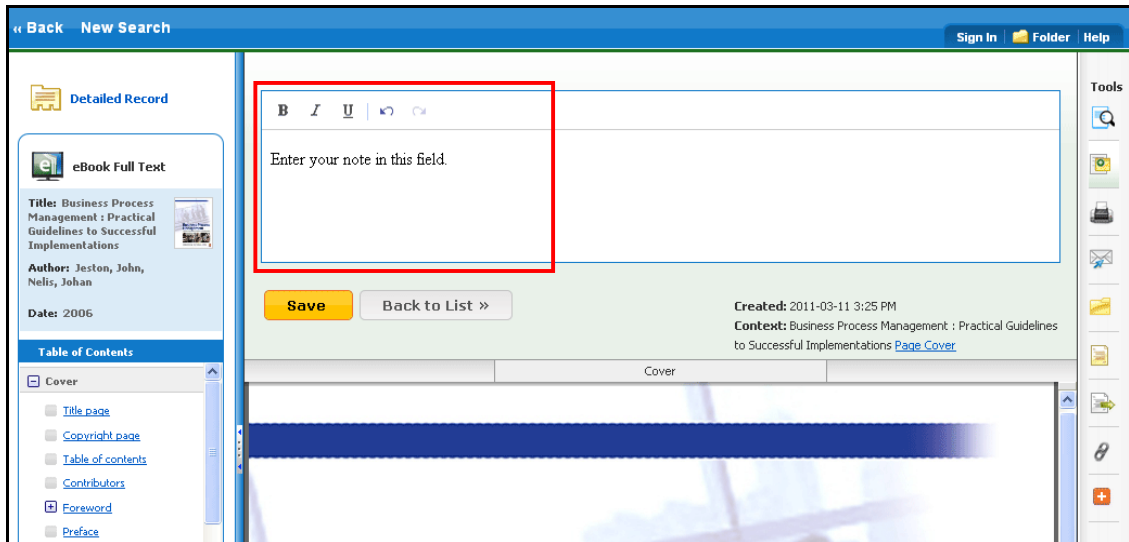 ‹‹ Back New Search
Sign In Folder Help
Detailed Record
eBook Full Text
Title: Business Process
Management : Practical
Guidelines to Successful
Implementations
Author: Jeston, John,
Nelis, Johan
Date: 2006
Table of Contents
Cover
Title page
Copyright page
Table of contents
Contributors
Foreword
Preface
B I U
Enter your note in this field.
Save Back to List »
Created: 2011-03-11 3:25 PM
Context: Business Process Management : Practical Guidelines
to Successful Implementations Page Cover
Cover
Tools